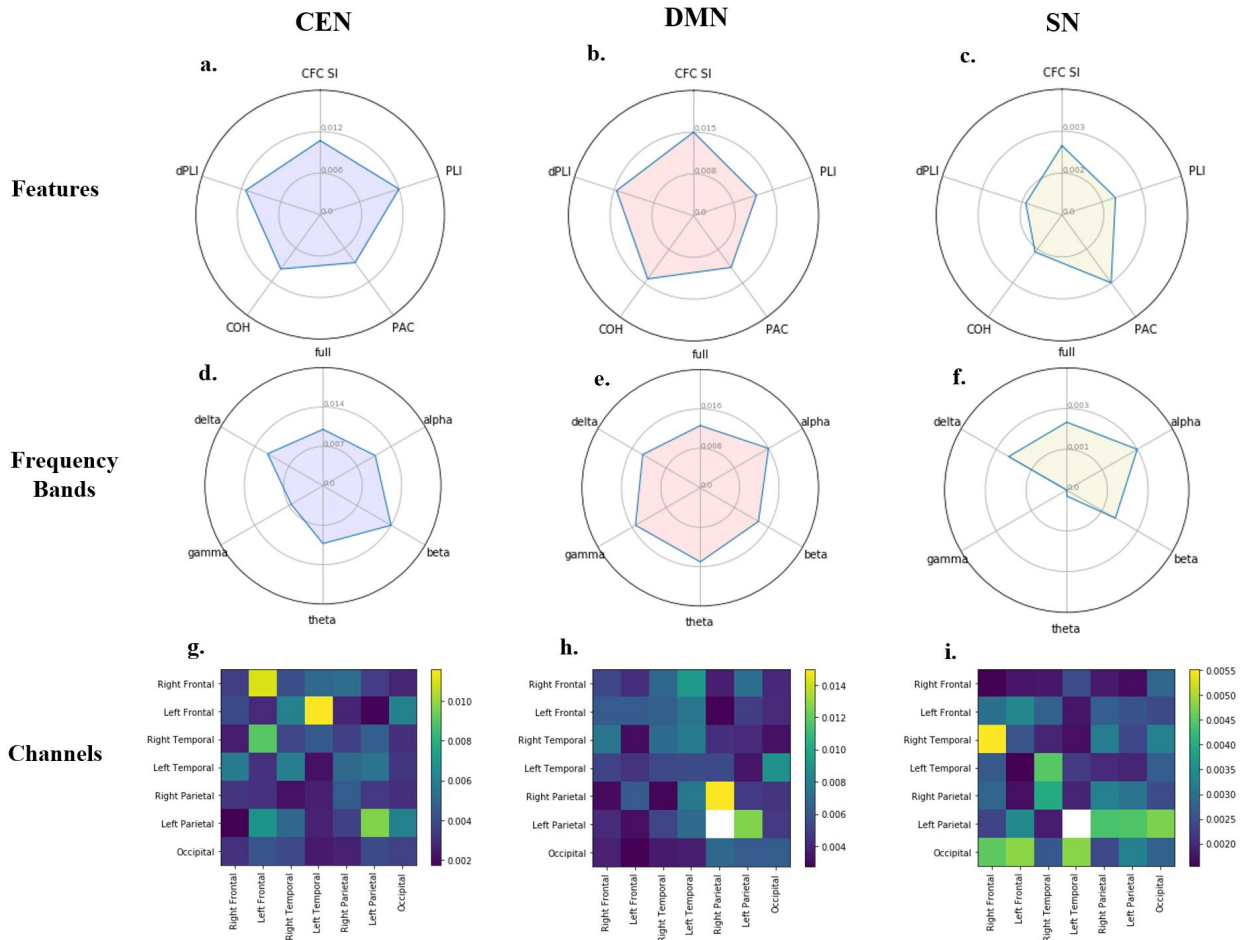 CEN
DMN
SN
a.
b.
c.
Features
CFC SI
PLI
PAC
COH
dPLI
0.012
0.006
0.0
CFC SI
PLI
PAC
COH
dPLI
0.015
0.008
0.0
CFC SI
PLI
PAC
COH
dPLI
0.003
0.002
0.0
d.
e.
f.
Frequency
Bands
full
alpha
beta
theta
gamma
delta
0.014
0.007
0.0
full
alpha
beta
theta
gamma
delta
0.016
0.008
0.0
full
alpha
beta
theta
gamma
delta
0.003
0.001
0.0
g.
h.
i.
Channels
Right Frontal
Left Frontal
Right Temporal
Left Temporal
Right Parietal
Left Parietal
Occipital
Right Frontal
Left Frontal
Right Temporal
Left Temporal
Right Parietal
Left Parietal
Occipital
0.010
0.008
0.006
0.004
0.002
Right Frontal
Left Frontal
Right Temporal
Left Temporal
Right Parietal
Left Parietal
Occipital
Right Frontal
Left Frontal
Right Temporal
Left Temporal
Right Parietal
Left Parietal
Occipital
0.014
0.012
0.010
0.008
0.006
0.004
Right Frontal
Left Frontal
Right Temporal
Left Temporal
Right Parietal
Left Parietal
Occipital
Right Frontal
Left Frontal
Right Temporal
Left Temporal
Right Parietal
Left Parietal
Occipital
0.0055
0.0050
0.0045
0.0040
0.0035
0.0030
0.0025
0.0020